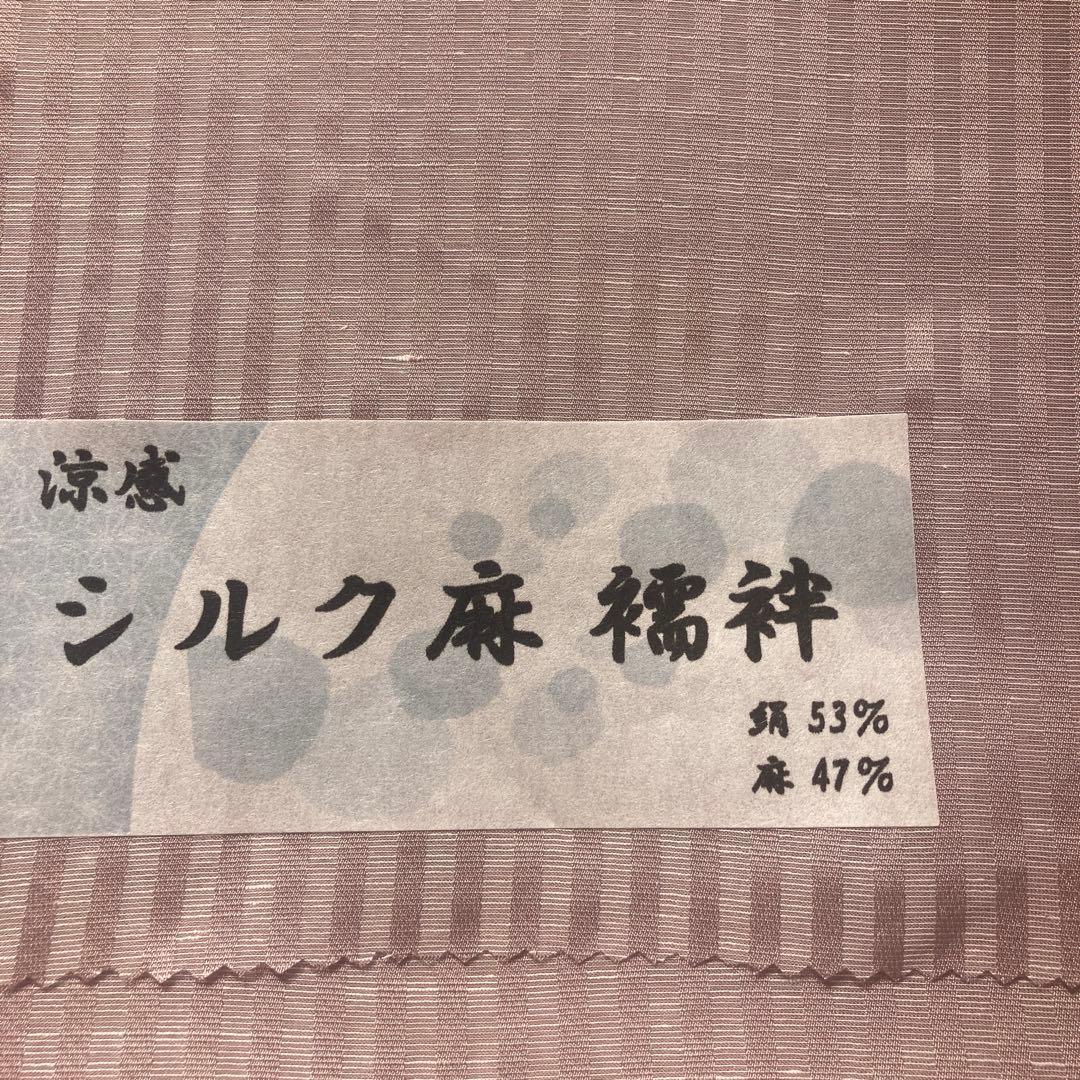 涼感
シルク麻 襦袢
絹 53%
麻 47%